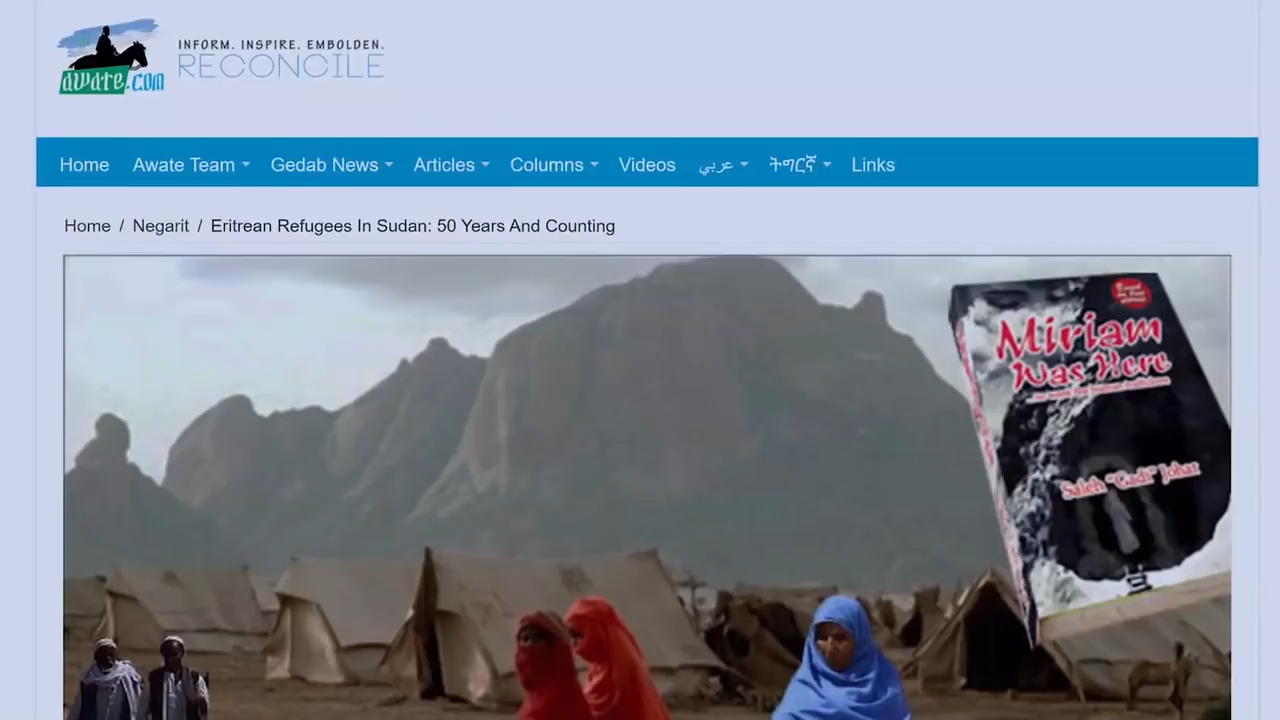 INFORM. INSPIRE. EMBOLDEN.
RECONCILE
awate.com
Home Awate Team Gedab News Articles Columns Videos عربي ትግርኛ Links
Home / Negarit / Eritrean Refugees In Sudan: 50 Years And Counting
Miriam
Was Here
Saleh "Gadi" Johar